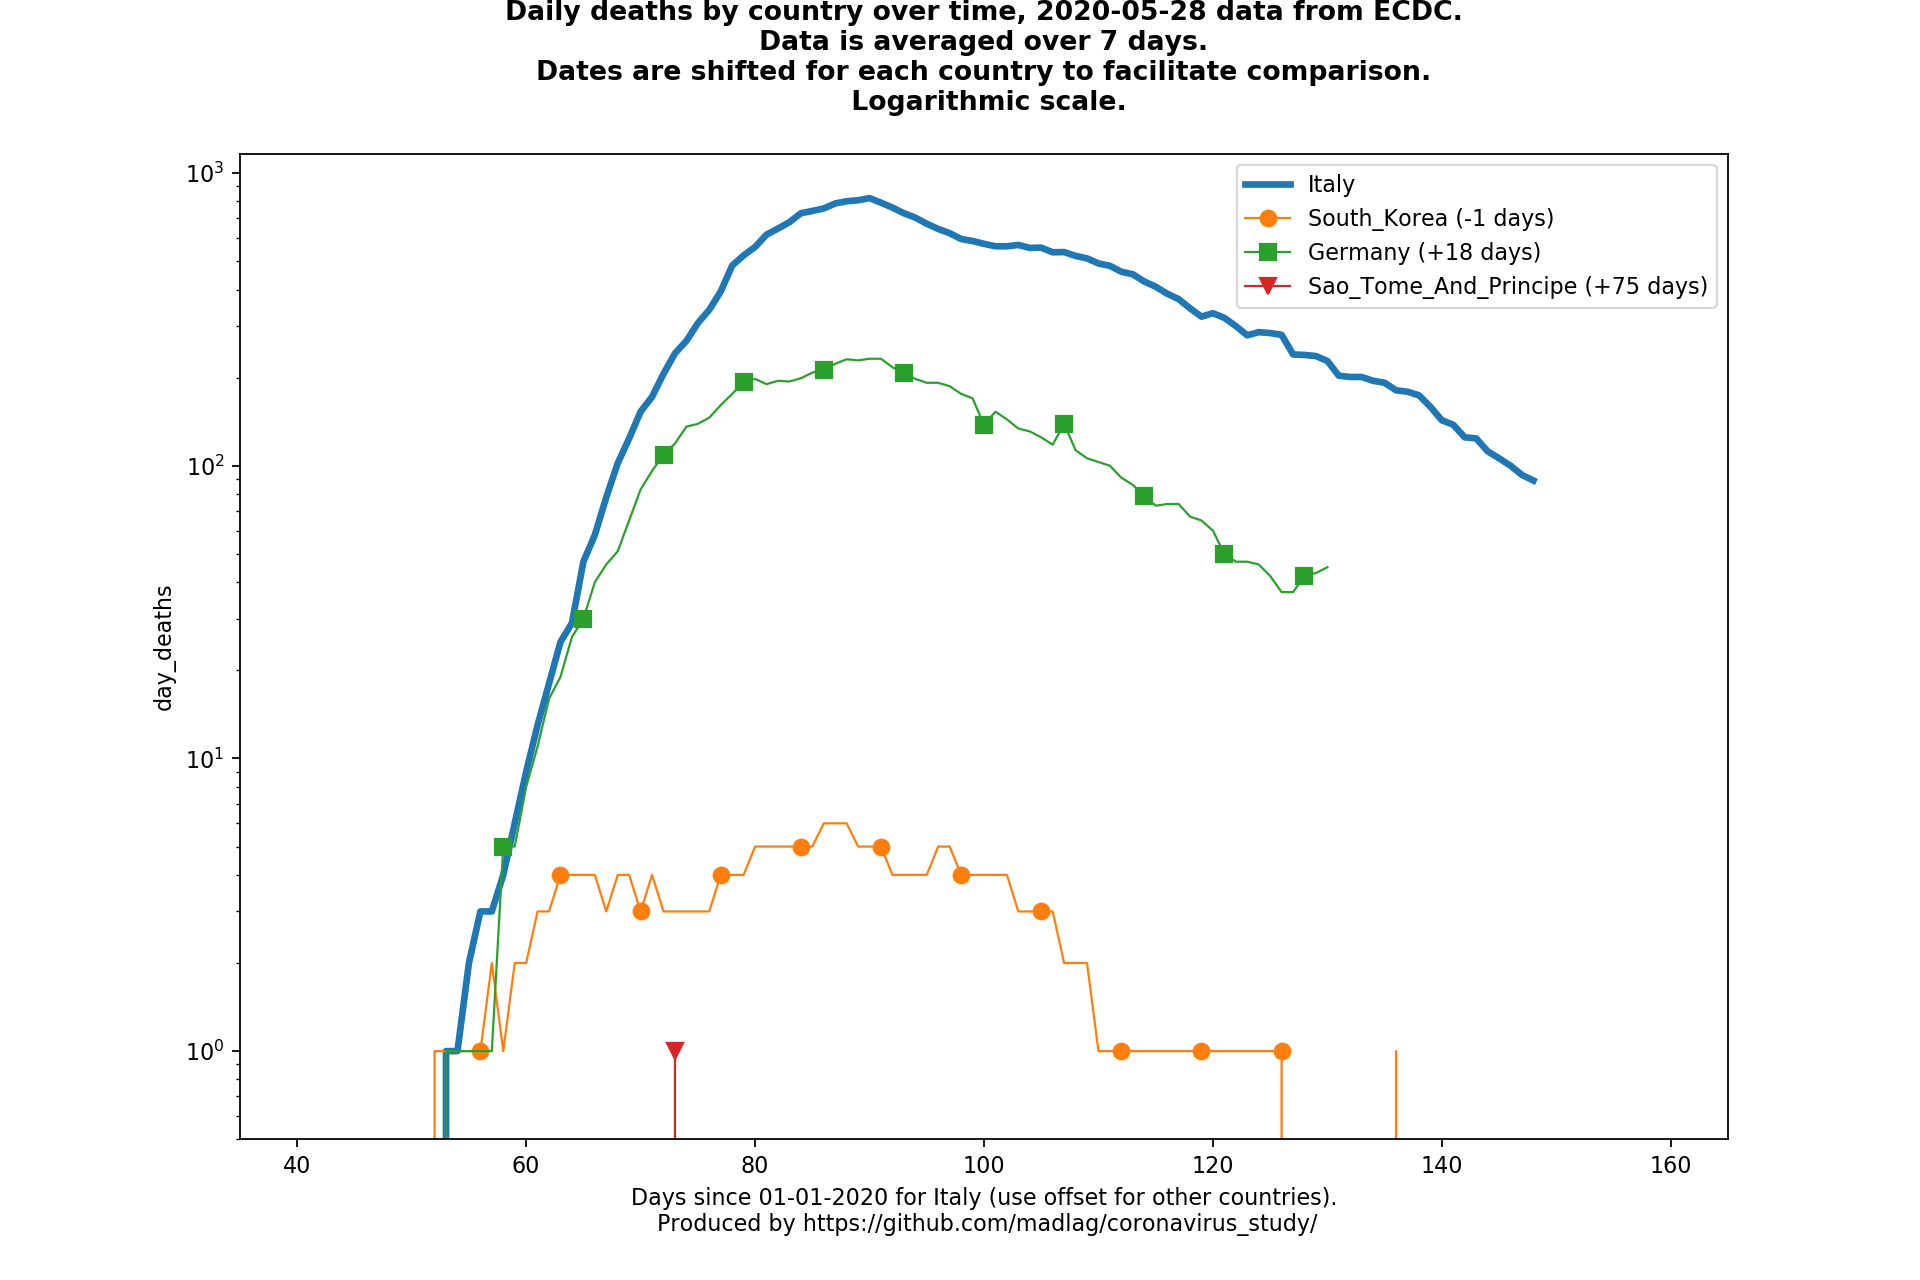 Daily deaths by country over time, 2020-05-28 data from ECDC.
Data is averaged over 7 days.
Dates are shifted for each country to facilitate comparison.
Logarithmic scale.
10³
10²
10¹
10⁰
day_deaths
Italy
South_Korea (-1 days)
Germany (+18 days)
Sao_Tome_And_Principe (+75 days)
40 60 80 100 120 140 160
Days since 01-01-2020 for Italy (use offset for other countries).
Produced by https://github.com/madlag/coronavirus_study/